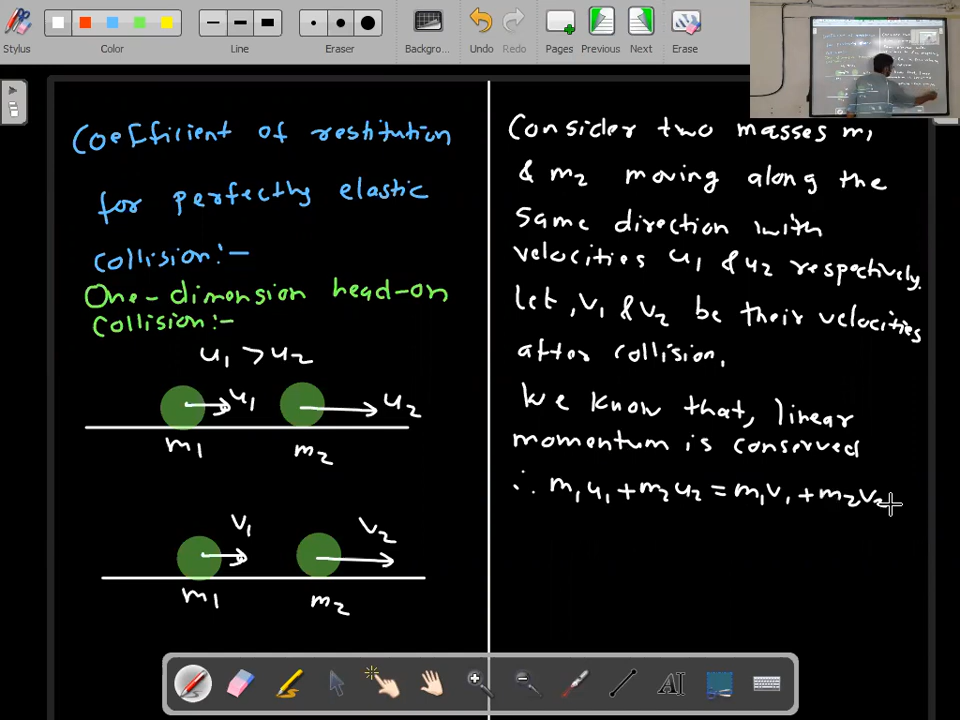 Stylus
Color
Line
Eraser
Backgro...
Undo
Redo
Pages
Previous
Next
Erase
Coefficient of restitution
for perfectly elastic
collision:-
One-dimension head-on
collision:-
u1 > u2
u1
u2
m1
m2
v1
v2
m1
m2
Consider two masses m1
& m2 moving along the
same direction with
velocities u1 & u2 respectively.
Let, v1 & v2 be their velocities
after collision.
We know that, linear
momentum is conserved
∴ m1u1 + m2u2 = m1v1 + m2v2